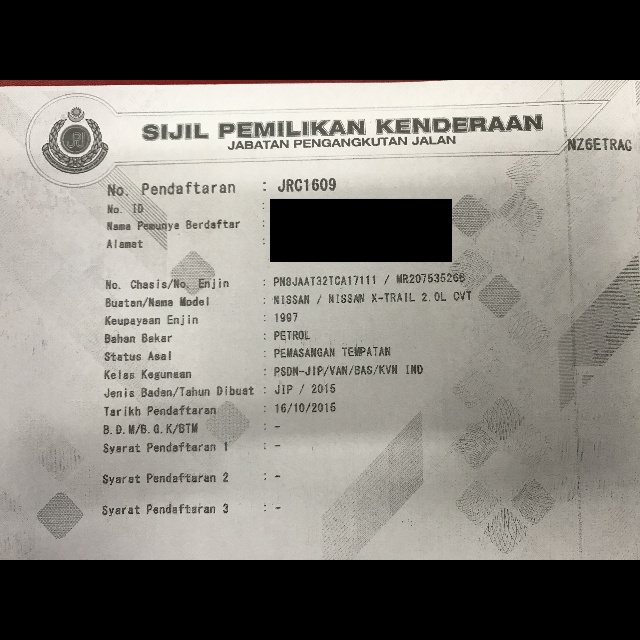 SIJIL PEMILIKAN KENDERAAN
JABATAN PENGANGKUTAN JALAN
NZ6ETRAC
No. Pendaftaran : JRC1609
No. ID :
Nama Pemunya Berdaftar :
Alamat :
No. Chasis/No. Enjin : PN8JAAT32TCA17111 / MR20753526B
Buatan/Nama Model : NISSAN / NISSAN X-TRAIL 2.0L CVT
Keupayaan Enjin : 1997
Bahan Bakar : PETROL
Status Asal : PEMASANGAN TEMPATAN
Kelas Kegunaan : PSDN-JIP/VAN/BAS/KVN IND
Jenis Badan/Tahun Dibuat : JIP / 2015
Tarikh Pendaftaran : 16/10/2015
B.D.M/B.G.K/BTM : -
Syarat Pendaftaran 1 : -
Syarat Pendaftaran 2 : -
Syarat Pendaftaran 3 : -